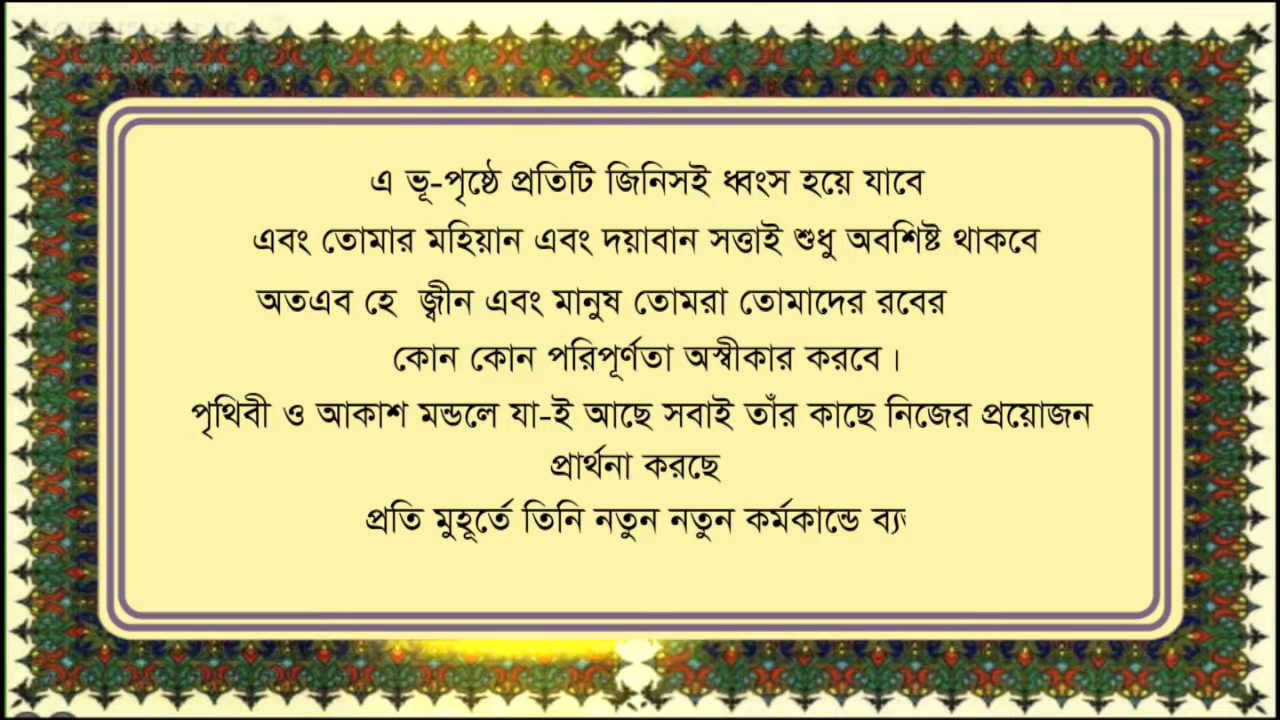 এ ভূ-পৃষ্ঠে প্রতিটি জিনিসই ধ্বংস হয়ে যাবে
এবং তোমার মহিয়ান এবং দয়াবান সত্তাই শুধু অবশিষ্ট থাকবে
অতএব হে জ্বীন এবং মানুষ তোমরা তোমাদের রবের
কোন কোন পরিপূর্ণতা অস্বীকার করবে।
পৃথিবী ও আকাশ মন্ডলে যা-ই আছে সবাই তাঁর কাছে নিজের প্রয়োজন
প্রার্থনা করছে
প্রতি মুহূর্তে তিনি নতুন নতুন কর্মকান্ডে